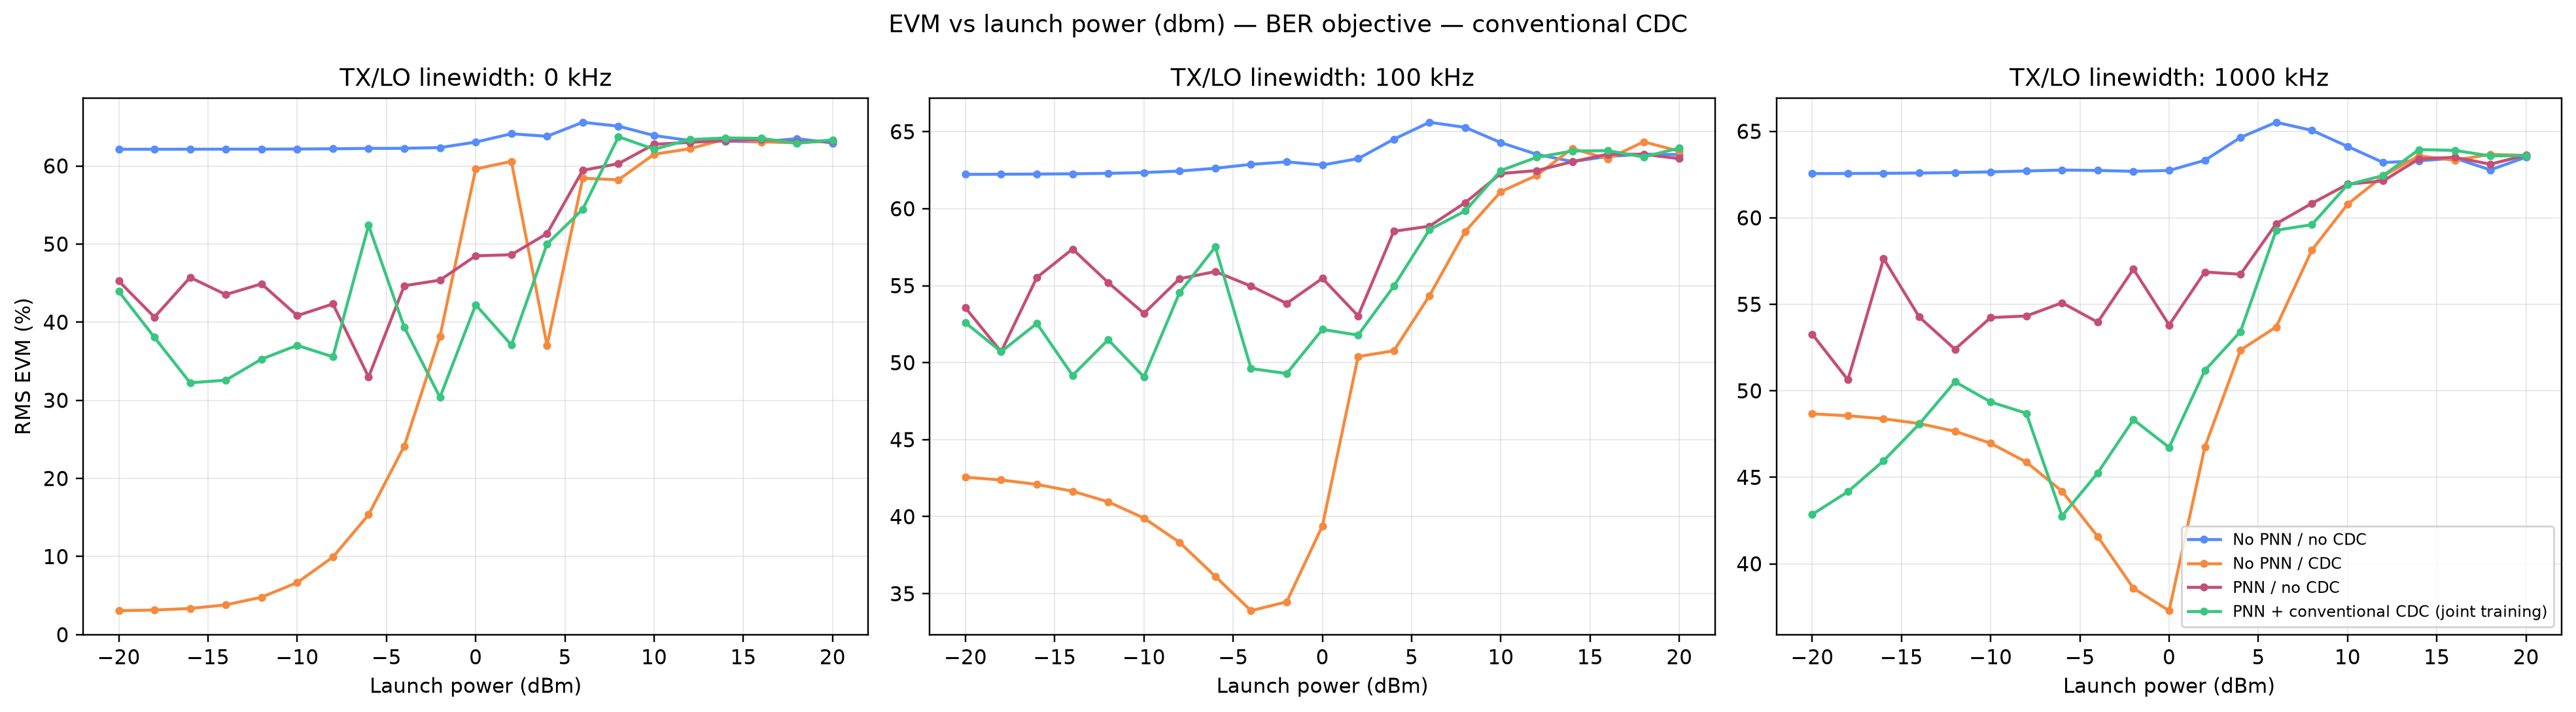 EVM vs launch power (dbm) — BER objective — conventional CDC
TX/LO linewidth: 0 kHz
RMS EVM (%)
60
50
40
30
20
10
0
−20 −15 −10 −5 0 5 10 15 20
Launch power (dBm)
TX/LO linewidth: 100 kHz
65
60
55
50
45
40
35
−20 −15 −10 −5 0 5 10 15 20
Launch power (dBm)
TX/LO linewidth: 1000 kHz
65
60
55
50
45
40
No PNN / no CDC
No PNN / CDC
PNN / no CDC
PNN + conventional CDC (joint training)
−20 −15 −10 −5 0 5 10 15 20
Launch power (dBm)